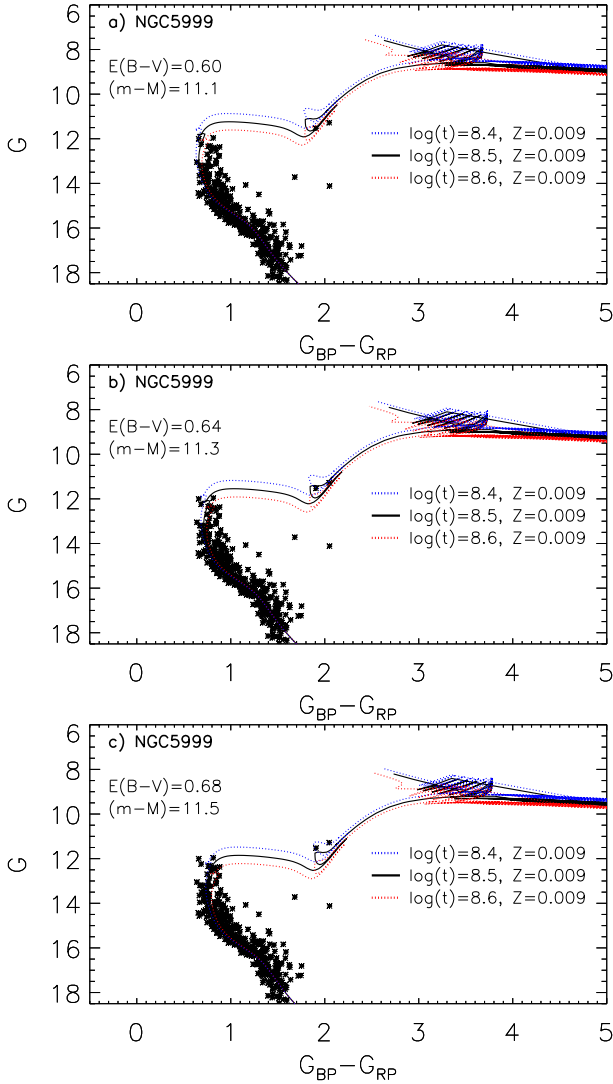 a) NGC5999
E(B−V)=0.60
(m−M)=11.1
log(t)=8.4, Z=0.009
log(t)=8.5, Z=0.009
log(t)=8.6, Z=0.009
6
8
10
12
14
16
18
G
0 1 2 3 4 5
G_BP−G_RP
b) NGC5999
E(B−V)=0.64
(m−M)=11.3
log(t)=8.4, Z=0.009
log(t)=8.5, Z=0.009
log(t)=8.6, Z=0.009
6
8
10
12
14
16
18
G
0 1 2 3 4 5
G_BP−G_RP
c) NGC5999
E(B−V)=0.68
(m−M)=11.5
log(t)=8.4, Z=0.009
log(t)=8.5, Z=0.009
log(t)=8.6, Z=0.009
6
8
10
12
14
16
18
G
0 1 2 3 4 5
G_BP−G_RP